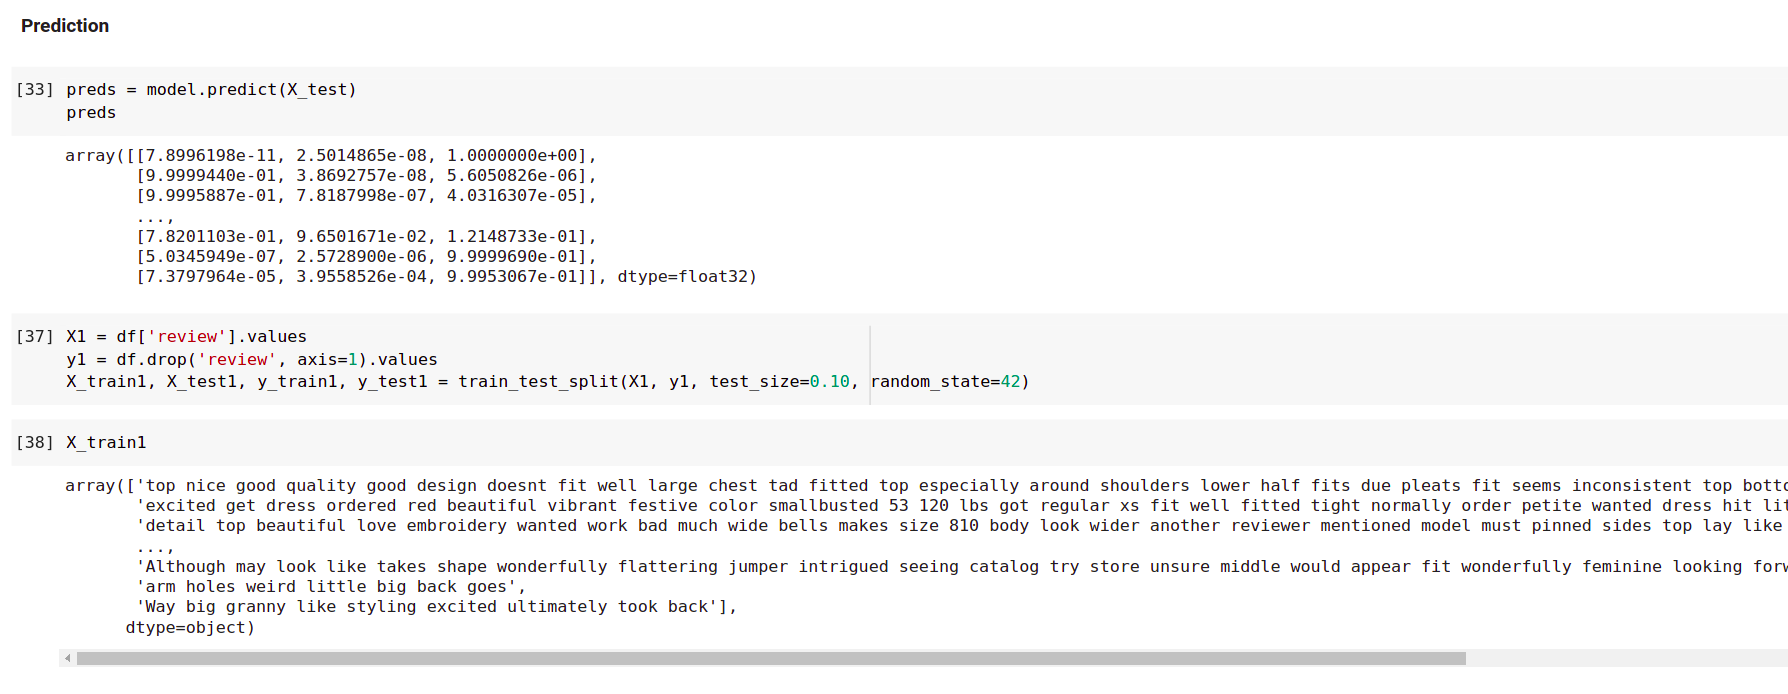 Prediction
[33] preds = model.predict(X_test)
preds
array([[7.8996198e-11, 2.5014865e-08, 1.0000000e+00],
[9.9999440e-01, 3.8692757e-08, 5.6050826e-06],
[9.9995887e-01, 7.8187998e-07, 4.0316307e-05],
...,
[7.8201103e-01, 9.6501671e-02, 1.2148733e-01],
[5.0345949e-07, 2.5728900e-06, 9.9999690e-01],
[7.3797964e-05, 3.9558526e-04, 9.9953067e-01]], dtype=float32)
[37] X1 = df['review'].values
y1 = df.drop('review', axis=1).values
X_train1, X_test1, y_train1, y_test1 = train_test_split(X1, y1, test_size=0.10, random_state=42)
[38] X_train1
array(['top nice good quality good design doesnt fit well large chest tad fitted top especially around shoulders lower half fits due pleats fit seems inconsistent top
'excited get dress ordered red beautiful vibrant festive color smallbusted 53 120 lbs got regular xs fit well fitted tight normally order petite wanted dress hit
'detail top beautiful love embroidery wanted work bad much wide bells makes size 810 body look wider another reviewer mentioned model must pinned sides top lay like
...,
'Although may look like takes shape wonderfully flattering jumper intrigued seeing catalog try store unsure middle would appear fit wonderfully feminine looking
'arm holes weird little big back goes',
'Way big granny like styling excited ultimately took back'],
dtype=object)